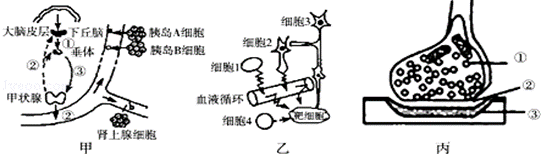 大脑皮层 下丘脑
① 垂体
② ③
甲状腺
②
胰岛A细胞
胰岛B细胞
肾上腺细胞
甲
细胞3
细胞2
细胞1
血液循环
细胞4 靶细胞
乙
①
②
③
丙